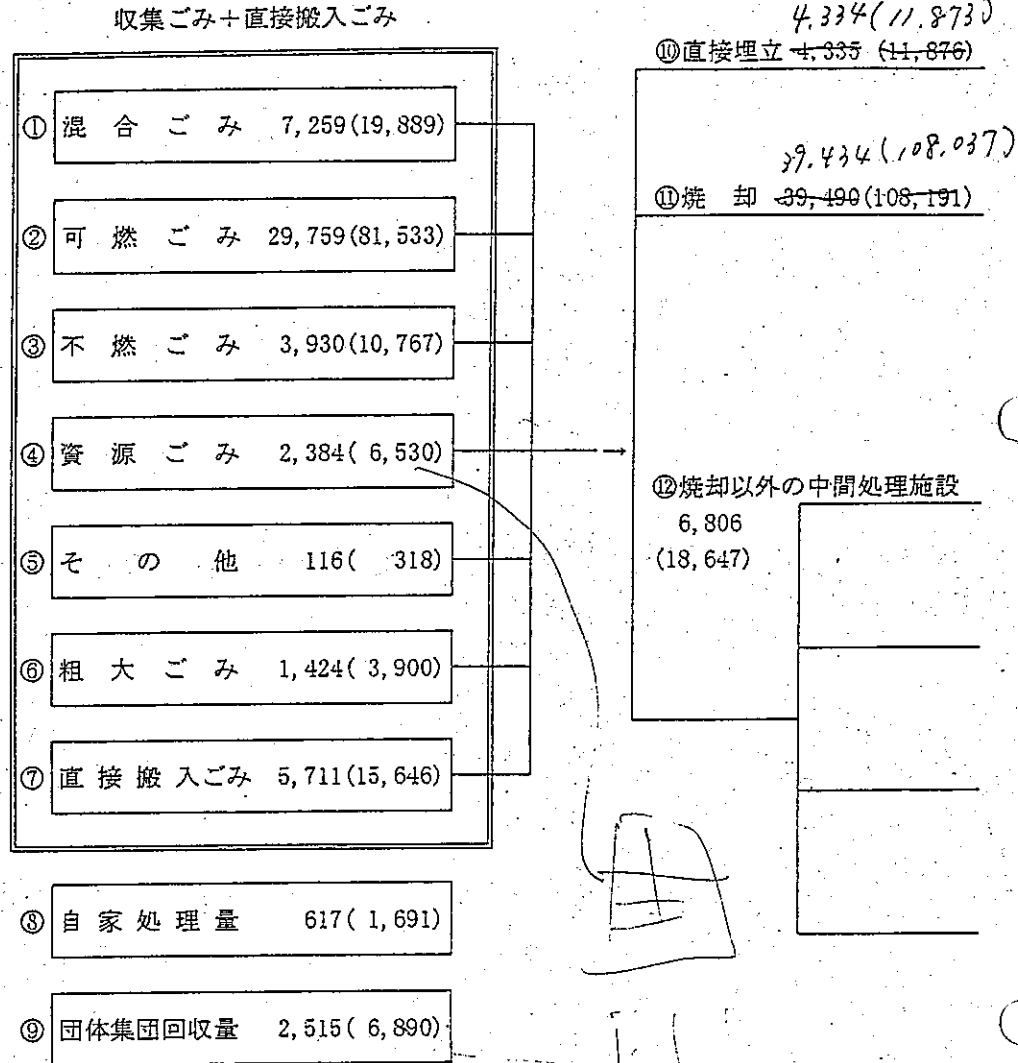 収集ごみ+直接搬入ごみ
① 混合ごみ 7,259(19,889)
② 可燃ごみ 29,759(81,533)
③ 不燃ごみ 3,930(10,767)
④ 資源ごみ 2,384( 6,530)
⑤ その他 116( 318)
⑥ 粗大ごみ 1,424( 3,900)
⑦ 直接搬入ごみ 5,711(15,646)
⑧ 自家処理量 617( 1,691)
⑨ 団体集団回収量 2,515( 6,890)
4.334(11.873)
⑩直接埋立 4,335 (11,876)
39.434(108.037)
⑪焼却 39,490(108,191)
⑫焼却以外の中間処理施設
6,806
(18,647)